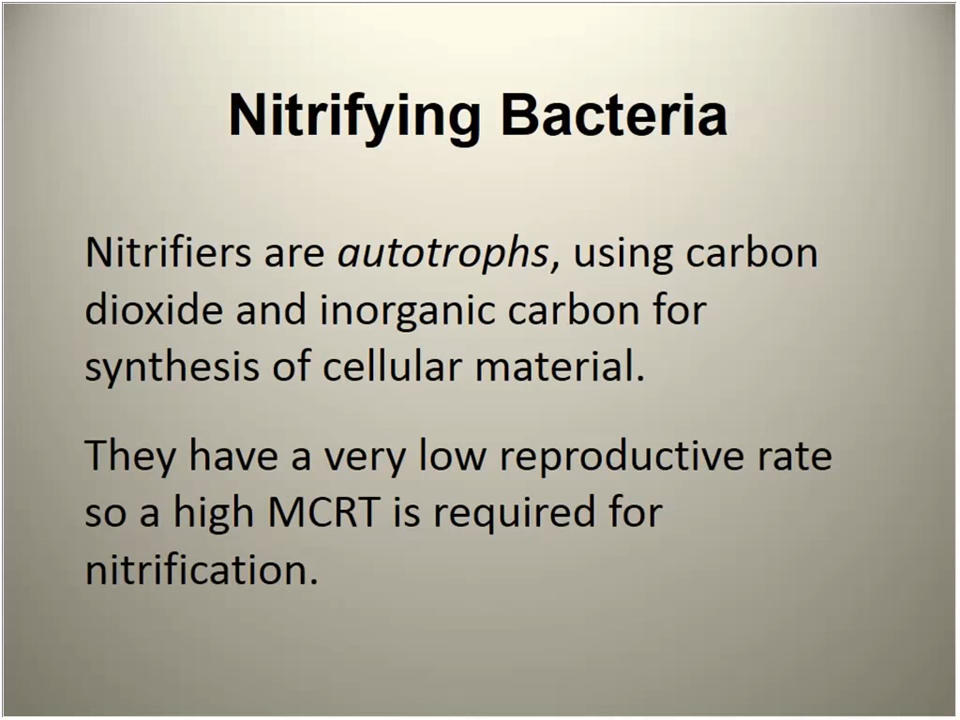 Nitrifying Bacteria
Nitrifiers are autotrophs, using carbon
dioxide and inorganic carbon for
synthesis of cellular material.
They have a very low reproductive rate
so a high MCRT is required for
nitrification.